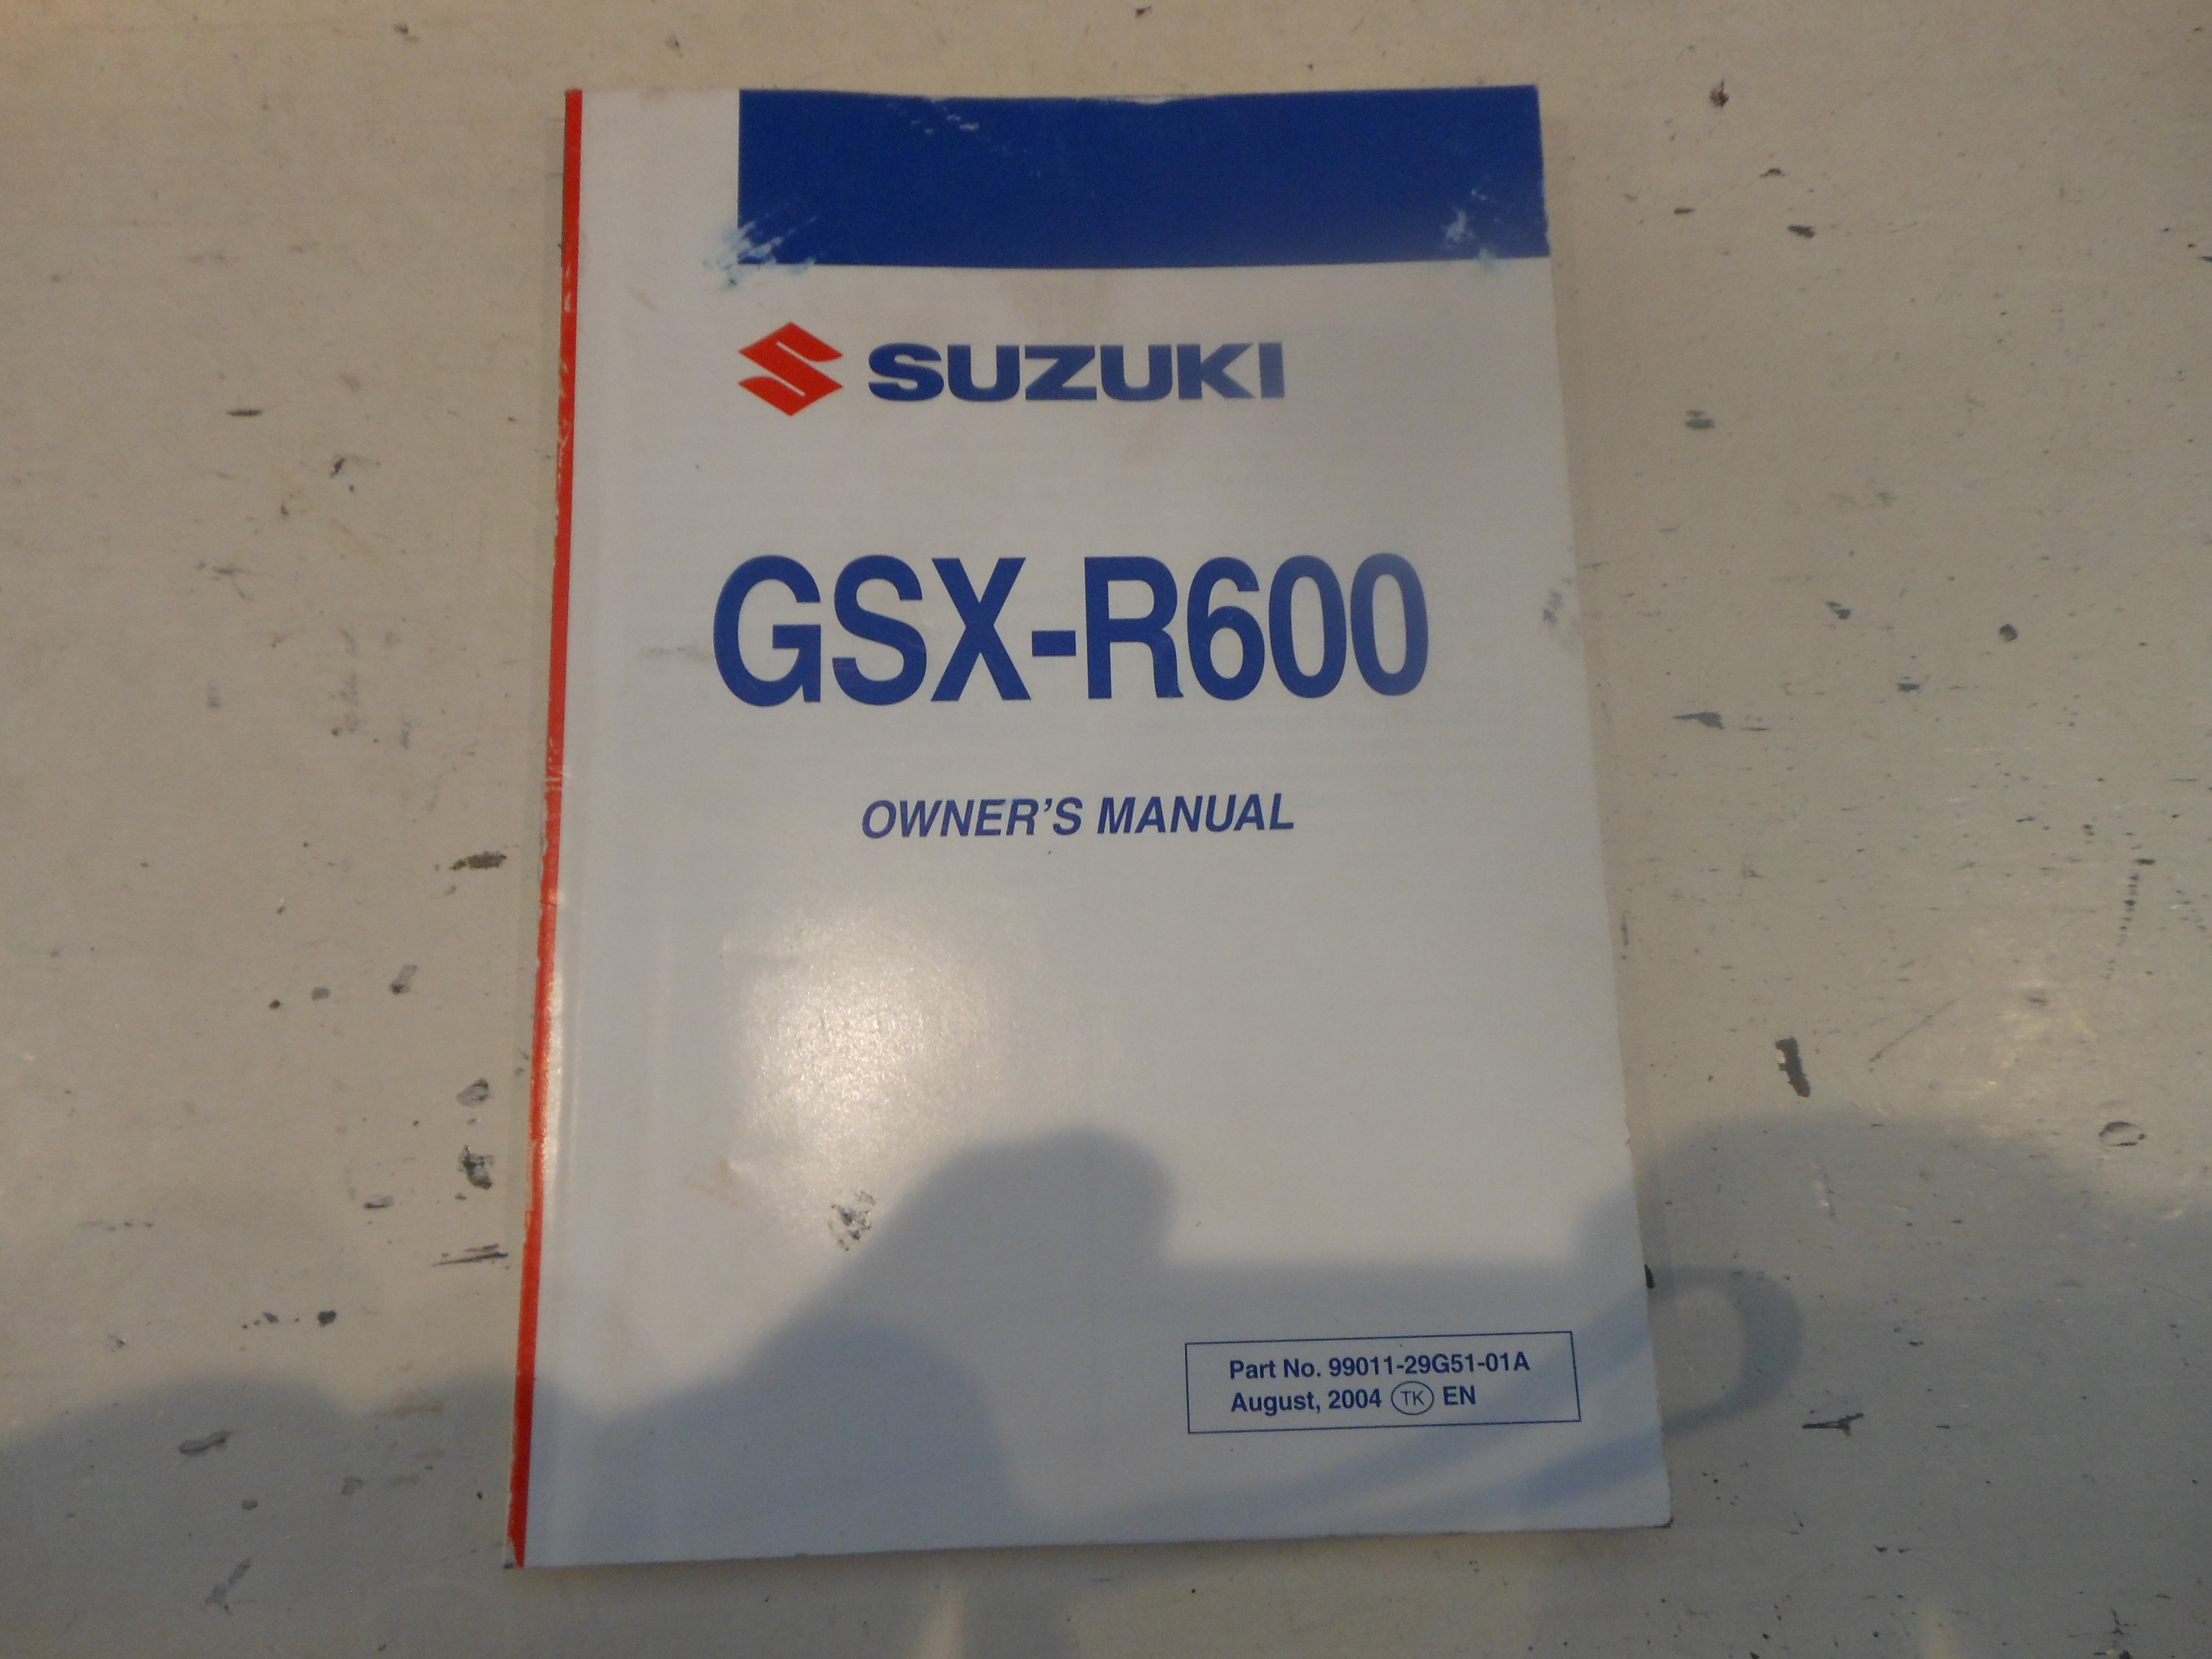 SUZUKI
GSX-R600
OWNER'S MANUAL
Part No. 99011-29G51-01A
August, 2004 TK EN